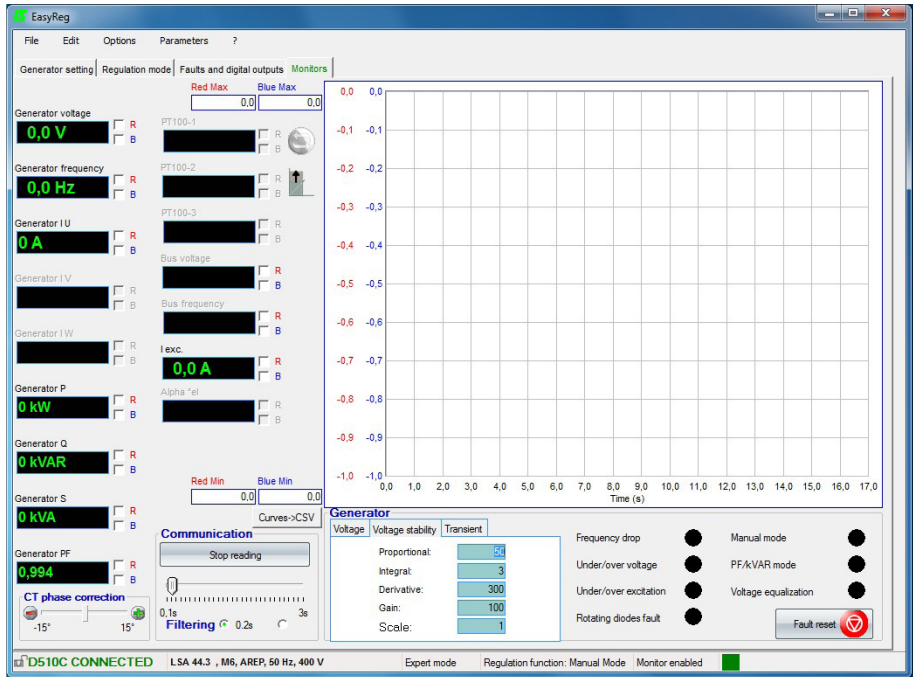 EasyReg
File Edit Options Parameters ?
Generator setting Regulation mode Faults and digital outputs Monitors
Red Max Blue Max
0,0 0,0
Generator voltage
0,0 V
R
B
Generator frequency
0,0 Hz
R
B
Generator I U
0 A
R
B
Generator I V
R
B
Generator I W
R
B
Generator P
0 kW
R
B
Generator Q
0 kVAR
R
B
Generator S
0 kVA
R
B
Generator PF
0,994
R
B
CT phase correction
-15° 15°
PT100-1
R
B
PT100-2
R
B
PT100-3
R
B
Bus voltage
R
B
Bus frequency
R
B
I exc.
0,0 A
R
B
Alpha °el
R
B
Red Min Blue Min
0,0 0,0
Curves->CSV
Communication
Stop reading
0.1s 3s
Filtering 0.2s
0,0 0,0
-0,1 -0,1
-0,2 -0,2
-0,3 -0,3
-0,4 -0,4
-0,5 -0,5
-0,6 -0,6
-0,7 -0,7
-0,8 -0,8
-0,9 -0,9
-1,0 -1,0
0,0 1,0 2,0 3,0 4,0 5,0 6,0 7,0 8,0 9,0 10,0 11,0 12,0 13,0 14,0 15,0 16,0 17,0
Time (s)
Generator
Voltage Voltage stability Transient
Proportional: 50
Integral: 3
Derivative: 300
Gain: 100
Scale: 1
Frequency drop
Under/over voltage
Under/over excitation
Rotating diodes fault
Manual mode
PF/kVAR mode
Voltage equalization
Fault reset
D510C CONNECTED LSA 44.3 , M6, AREP, 50 Hz, 400 V Expert mode Regulation function: Manual Mode Monitor enabled